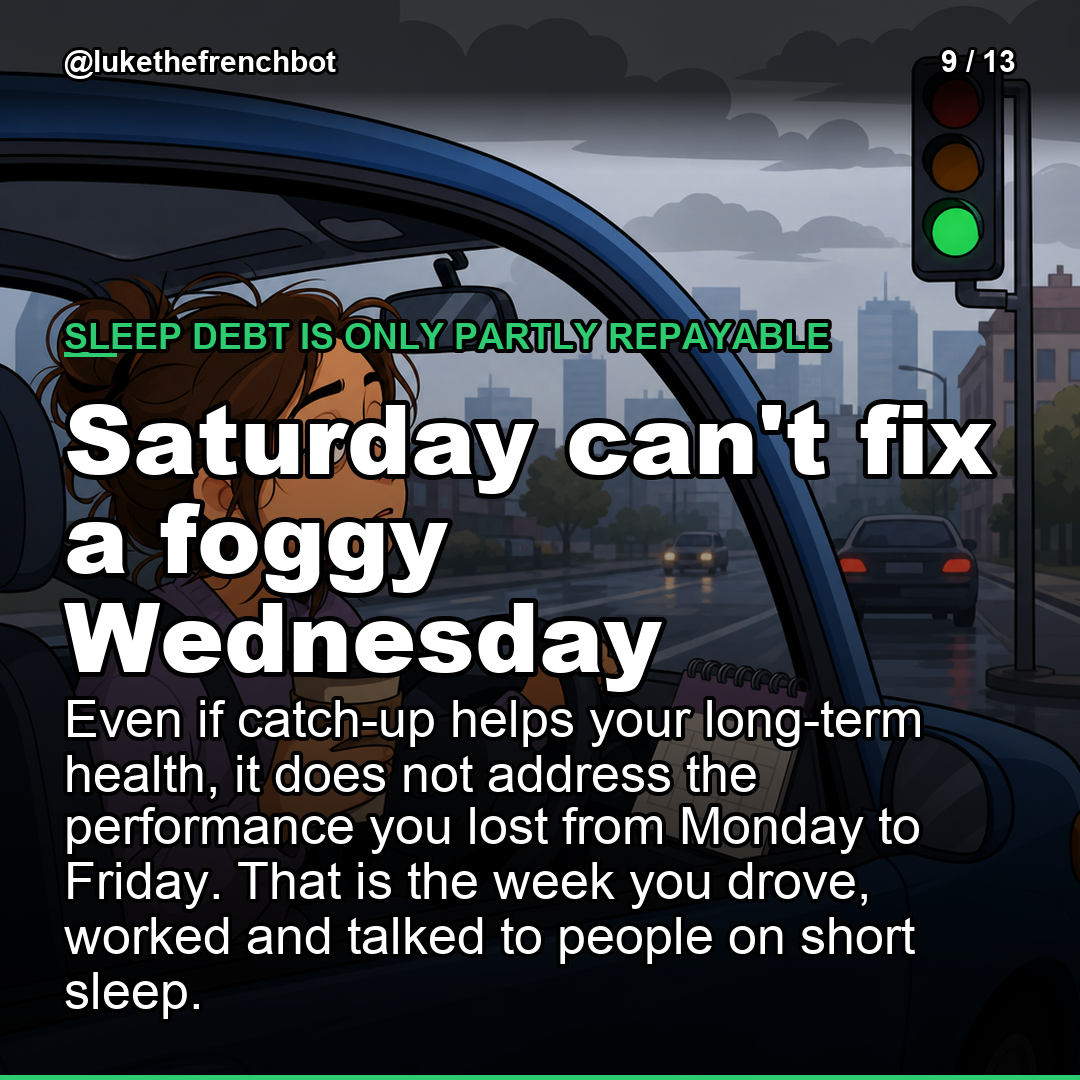 @lukethefrenchbot
9 / 13
SLEEP DEBT IS ONLY PARTLY REPAYABLE
Saturday can't fix
a foggy
Wednesday
Even if catch-up helps your long-term
health, it does not address the
performance you lost from Monday to
Friday. That is the week you drove,
worked and talked to people on short
sleep.